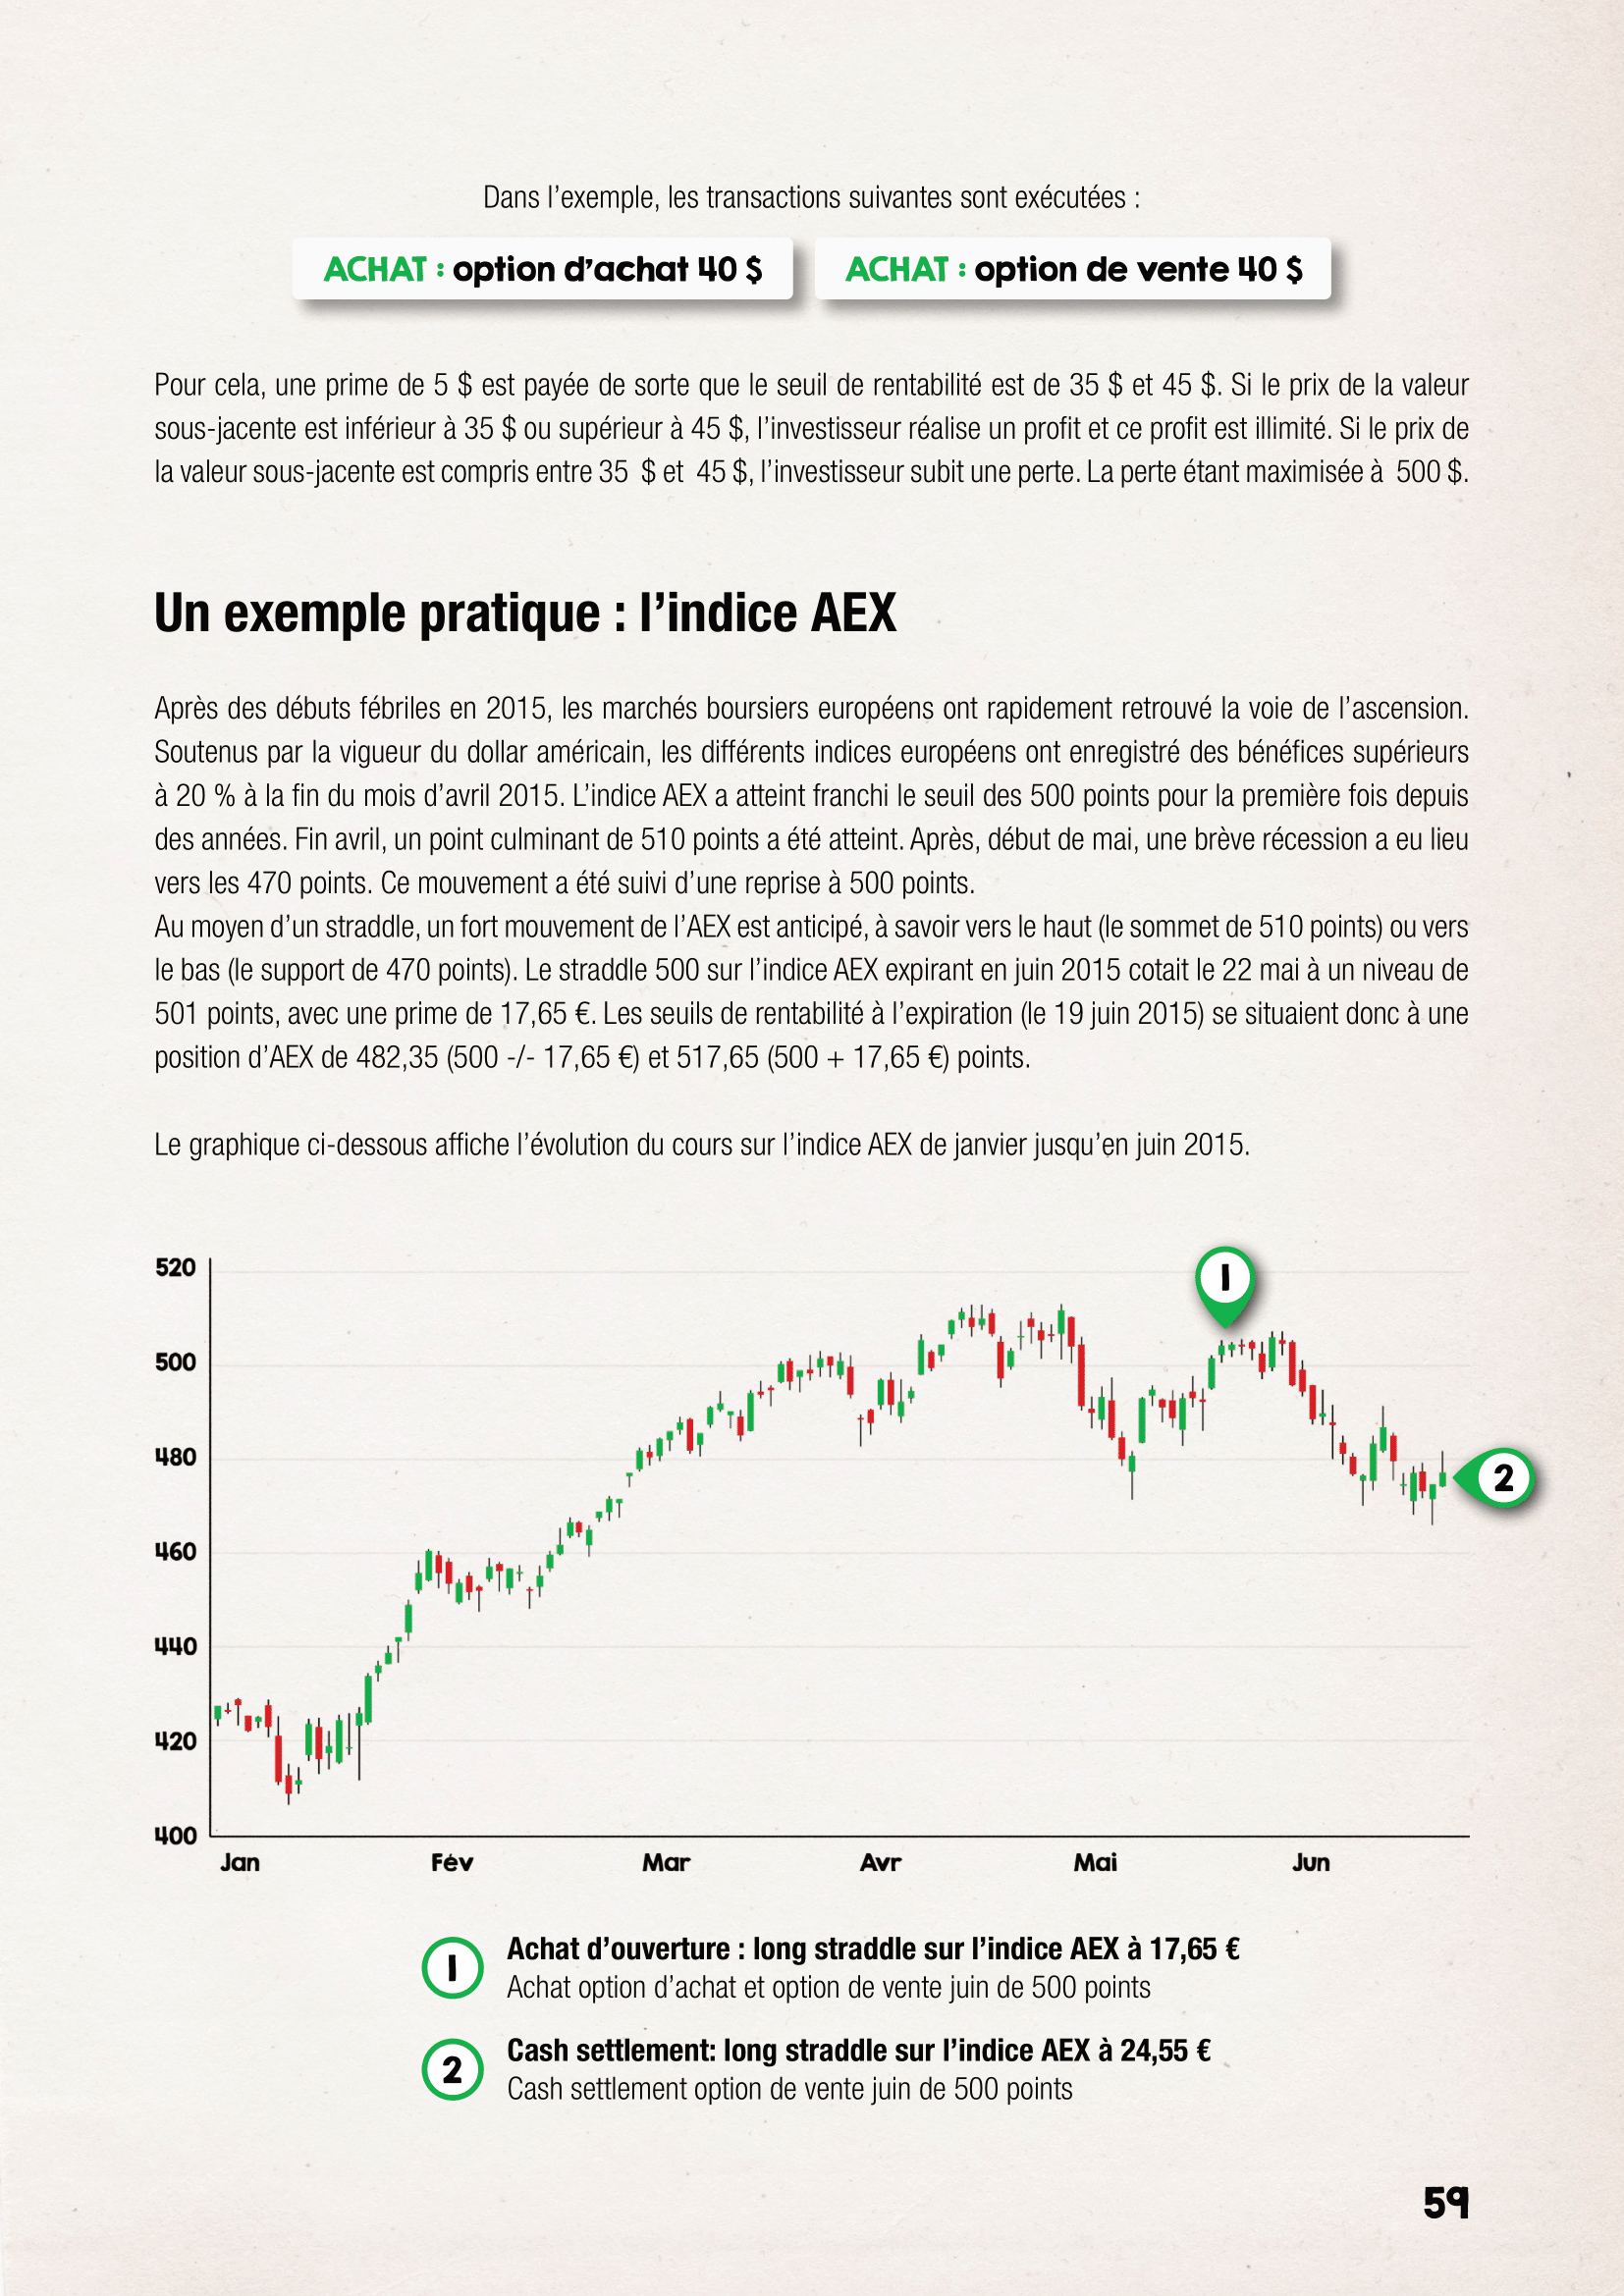 Dans l’exemple, les transactions suivantes sont exécutées :
ACHAT : option d’achat 40 $
ACHAT : option de vente 40 $
Pour cela, une prime de 5 $ est payée de sorte que le seuil de rentabilité est de 35 $ et 45 $. Si le prix de la valeur
sous-jacente est inférieur à 35 $ ou supérieur à 45 $, l’investisseur réalise un profit et ce profit est illimité. Si le prix de
la valeur sous-jacente est compris entre 35 $ et 45 $, l’investisseur subit une perte. La perte étant maximisée à 500 $.
Un exemple pratique : l’indice AEX
Après des débuts fébriles en 2015, les marchés boursiers européens ont rapidement retrouvé la voie de l’ascension.
Soutenus par la vigueur du dollar américain, les différents indices européens ont enregistré des bénéfices supérieurs
à 20 % à la fin du mois d’avril 2015. L’indice AEX a atteint franchi le seuil des 500 points pour la première fois depuis
des années. Fin avril, un point culminant de 510 points a été atteint. Après, début de mai, une brève récession a eu lieu
vers les 470 points. Ce mouvement a été suivi d’une reprise à 500 points.
Au moyen d’un straddle, un fort mouvement de l’AEX est anticipé, à savoir vers le haut (le sommet de 510 points) ou vers
le bas (le support de 470 points). Le straddle 500 sur l’indice AEX expirant en juin 2015 cotait le 22 mai à un niveau de
501 points, avec une prime de 17,65 €. Les seuils de rentabilité à l’expiration (le 19 juin 2015) se situaient donc à une
position d’AEX de 482,35 (500 -/- 17,65 €) et 517,65 (500 + 17,65 €) points.
Le graphique ci-dessous affiche l’évolution du cours sur l’indice AEX de janvier jusqu’en juin 2015.
520
500
480
460
440
420
400
1
2
Jan
Fév
Mar
Avr
Mai
Jun
1
Achat d’ouverture : long straddle sur l’indice AEX à 17,65 €
Achat option d’achat et option de vente juin de 500 points
2
Cash settlement: long straddle sur l’indice AEX à 24,55 €
Cash settlement option de vente juin de 500 points
59